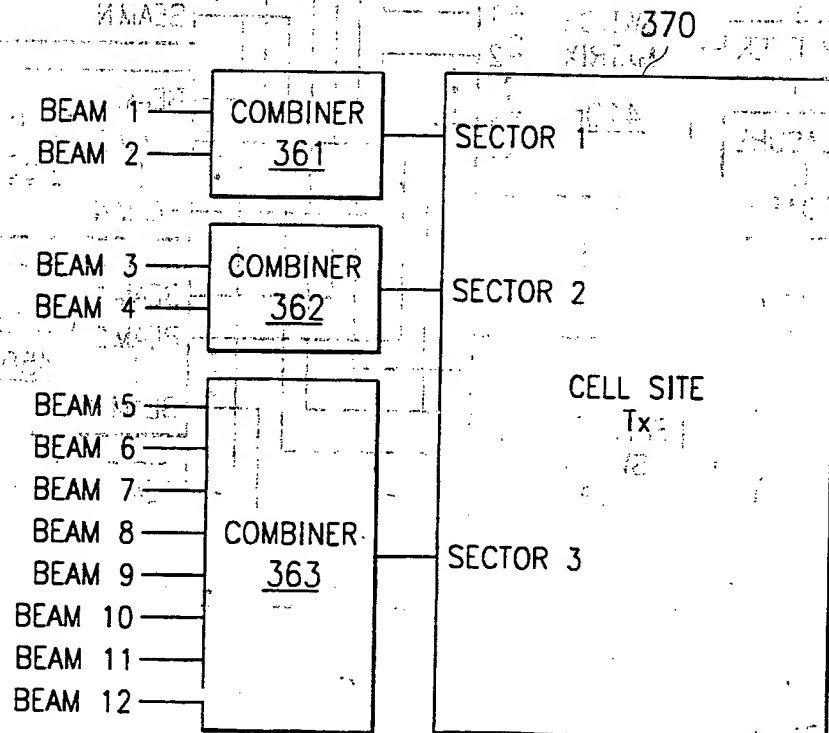 370
BEAM 1
BEAM 2
COMBINER
361
SECTOR 1
BEAM 3
BEAM 4
COMBINER
362
SECTOR 2
CELL SITE
Tx
BEAM 5
BEAM 6
BEAM 7
BEAM 8
BEAM 9
BEAM 10
BEAM 11
BEAM 12
COMBINER
363
SECTOR 3